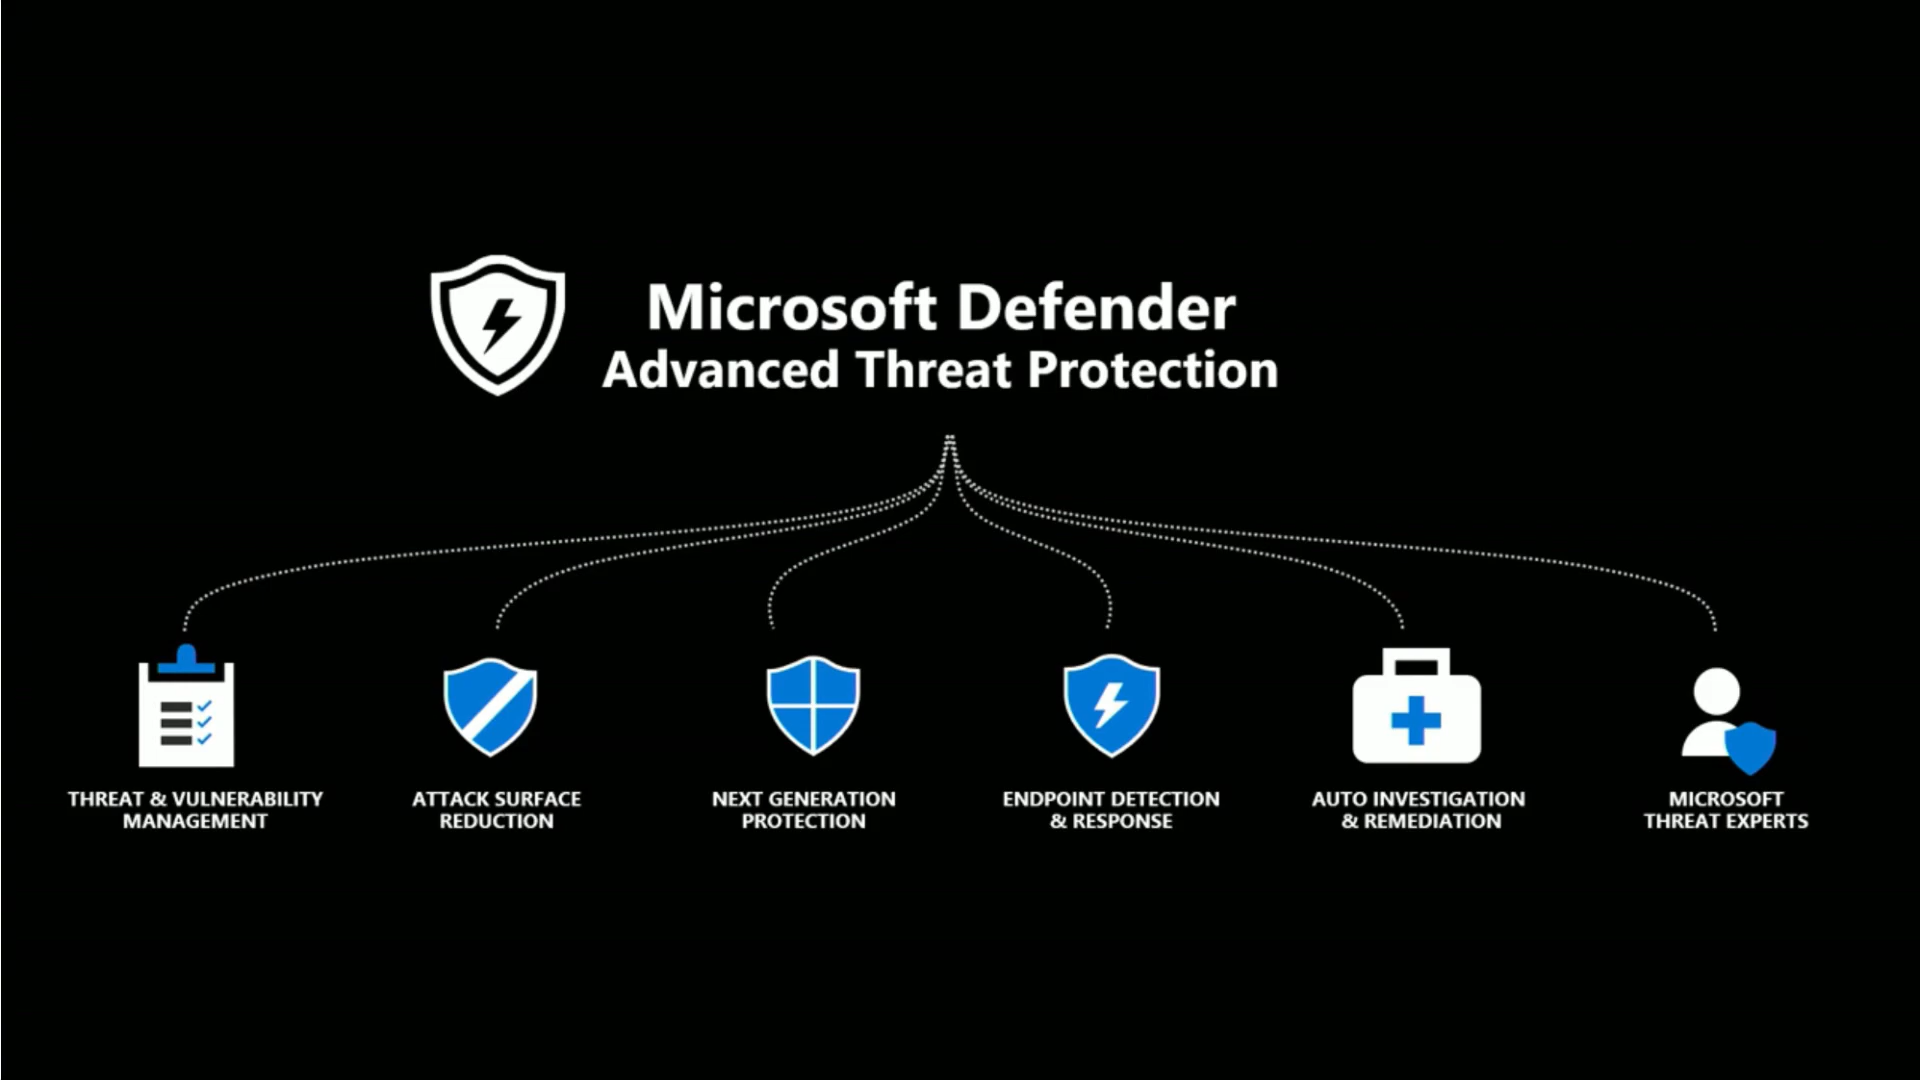 Microsoft Defender
Advanced Threat Protection
THREAT & VULNERABILITY
MANAGEMENT
ATTACK SURFACE
REDUCTION
NEXT GENERATION
PROTECTION
ENDPOINT DETECTION
& RESPONSE
AUTO INVESTIGATION
& REMEDIATION
MICROSOFT
THREAT EXPERTS